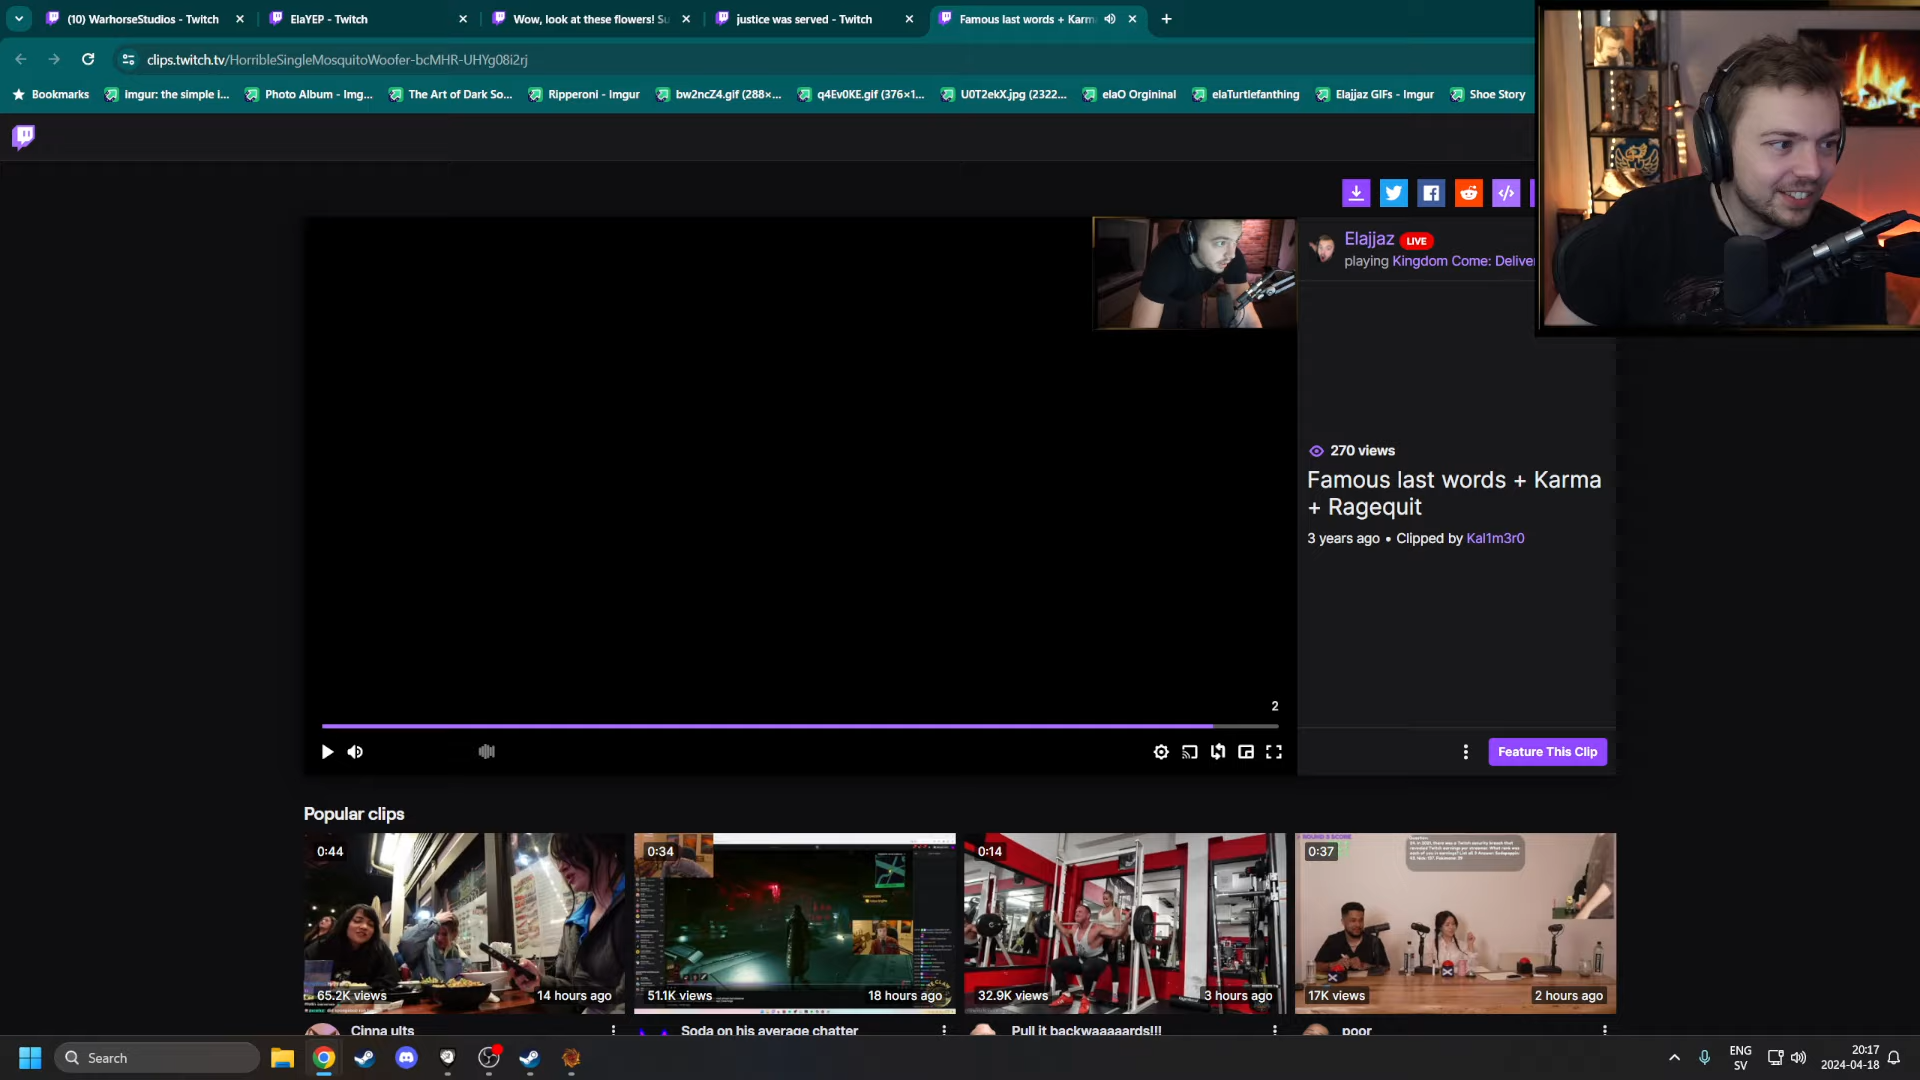 (10) WarhorseStudios - Twitch
ElaYEP - Twitch
Wow, look at these flowers! Su
justice was served - Twitch
Famous last words + Karma
clips.twitch.tv/HorribleSingleMosquitoWoofer-bcMHR-UHYg08i2rj
Bookmarks
imgur: the simple i...
Photo Album - Img...
The Art of Dark So...
Ripperoni - Imgur
bw2ncZ4.gif (288×...
q4Ev0KE.gif (376×1...
U0T2ekX.jpg (2322...
elaO Orgininal
elaTurtlefanthing
Elajjaz GIFs - Imgur
Shoe Story
Elajjaz LIVE
playing Kingdom Come: Deliver
270 views
Famous last words + Karma
+ Ragequit
3 years ago • Clipped by Kal1m3r0
2
Feature This Clip
Popular clips
0:44
0:34
0:14
0:37
65.2K views
14 hours ago
51.1K views
18 hours ago
32.9K views
3 hours ago
17K views
2 hours ago
Cinna ults
Soda on his average chatter
Pull it backwaaaaards!!!
poor
Search
ENG
SV
20:17
2024-04-18